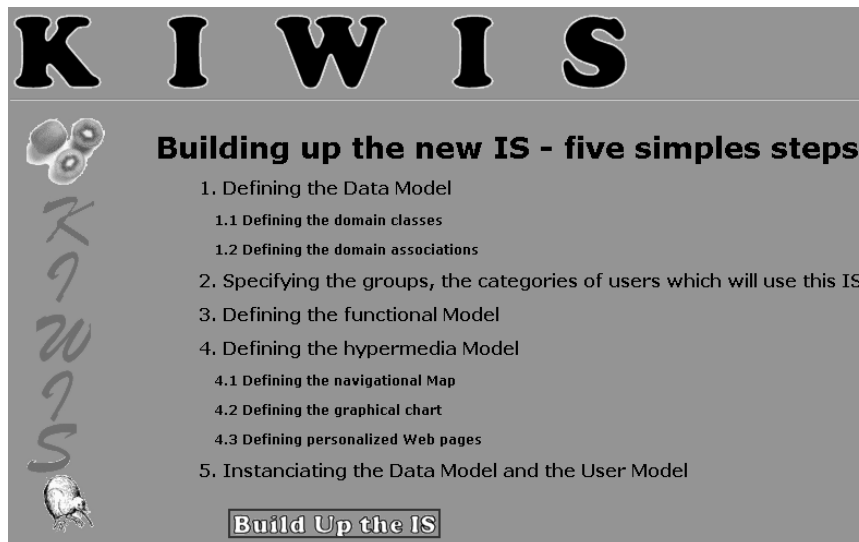 K I W I S
Building up the new IS - five simples steps
1. Defining the Data Model
1.1 Defining the domain classes
1.2 Defining the domain associations
2. Specifying the groups, the categories of users which will use this IS
3. Defining the functional Model
4. Defining the hypermedia Model
4.1 Defining the navigational Map
4.2 Defining the graphical chart
4.3 Defining personalized Web pages
5. Instanciating the Data Model and the User Model
Build Up the IS
K
I
W
I
S